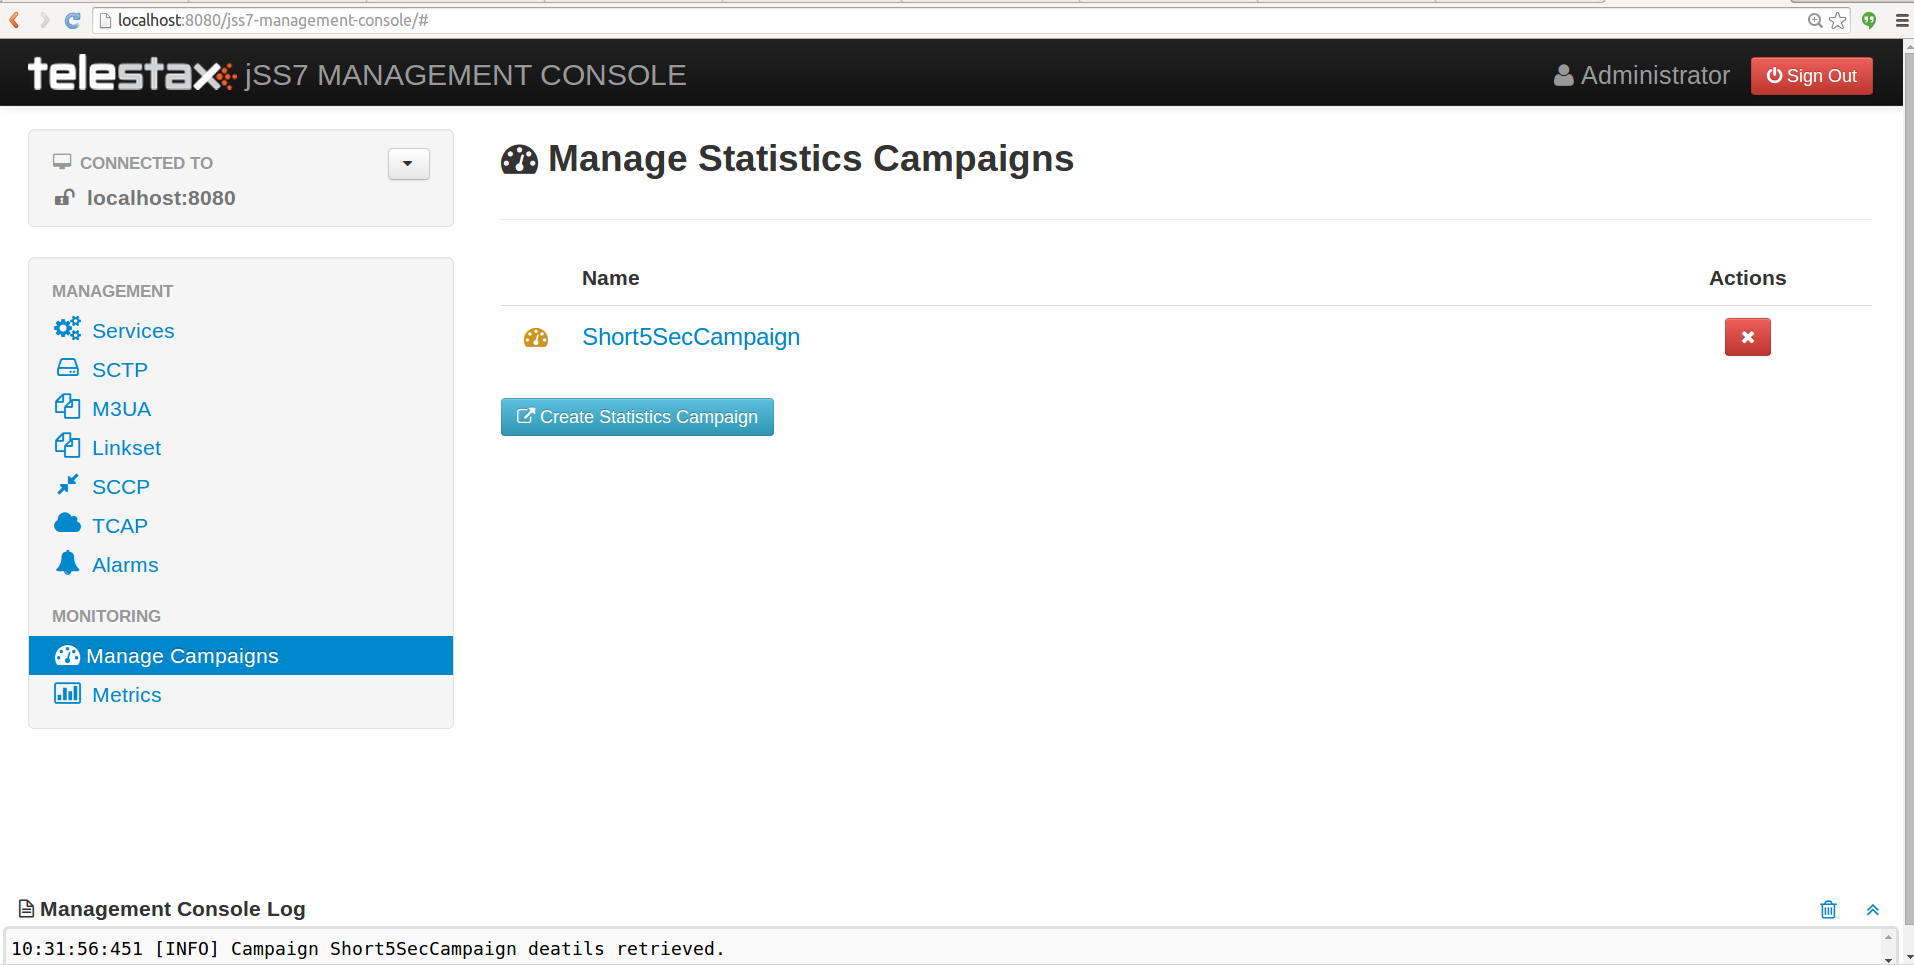 localhost:8080/jss7-management-console/#
telestax jSS7 MANAGEMENT CONSOLE
Administrator
Sign Out
CONNECTED TO
localhost:8080
MANAGEMENT
Services
SCTP
M3UA
Linkset
SCCP
TCAP
Alarms
MONITORING
Manage Campaigns
Metrics
Manage Statistics Campaigns
Name Actions
Short5SecCampaign
Create Statistics Campaign
Management Console Log
10:31:56:451 [INFO] Campaign Short5SecCampaign deatils retrieved.